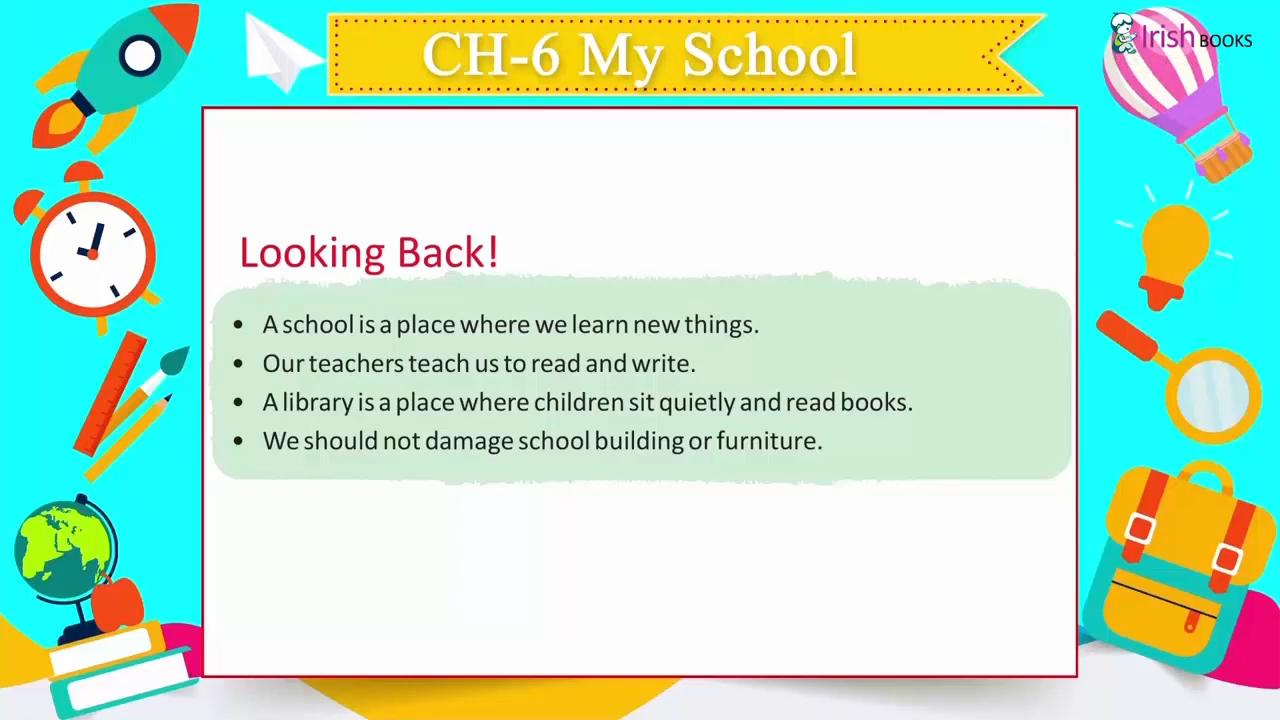 CH-6 My School
Irish BOOKS
Looking Back!
• A school is a place where we learn new things.
• Our teachers teach us to read and write.
• A library is a place where children sit quietly and read books.
• We should not damage school building or furniture.